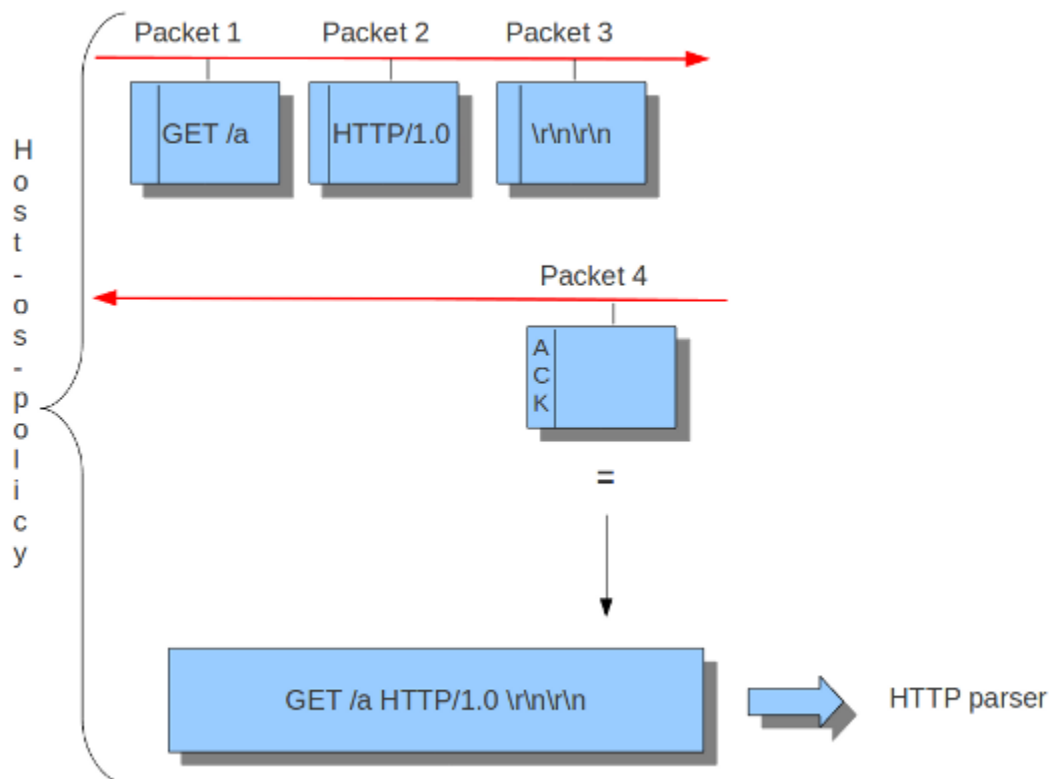 Packet 1
Packet 2
Packet 3
GET /a
HTTP/1.0
\r\n\r\n
Host-os-policy
Packet 4
ACK
=
GET /a HTTP/1.0 \r\n\r\n
HTTP parser